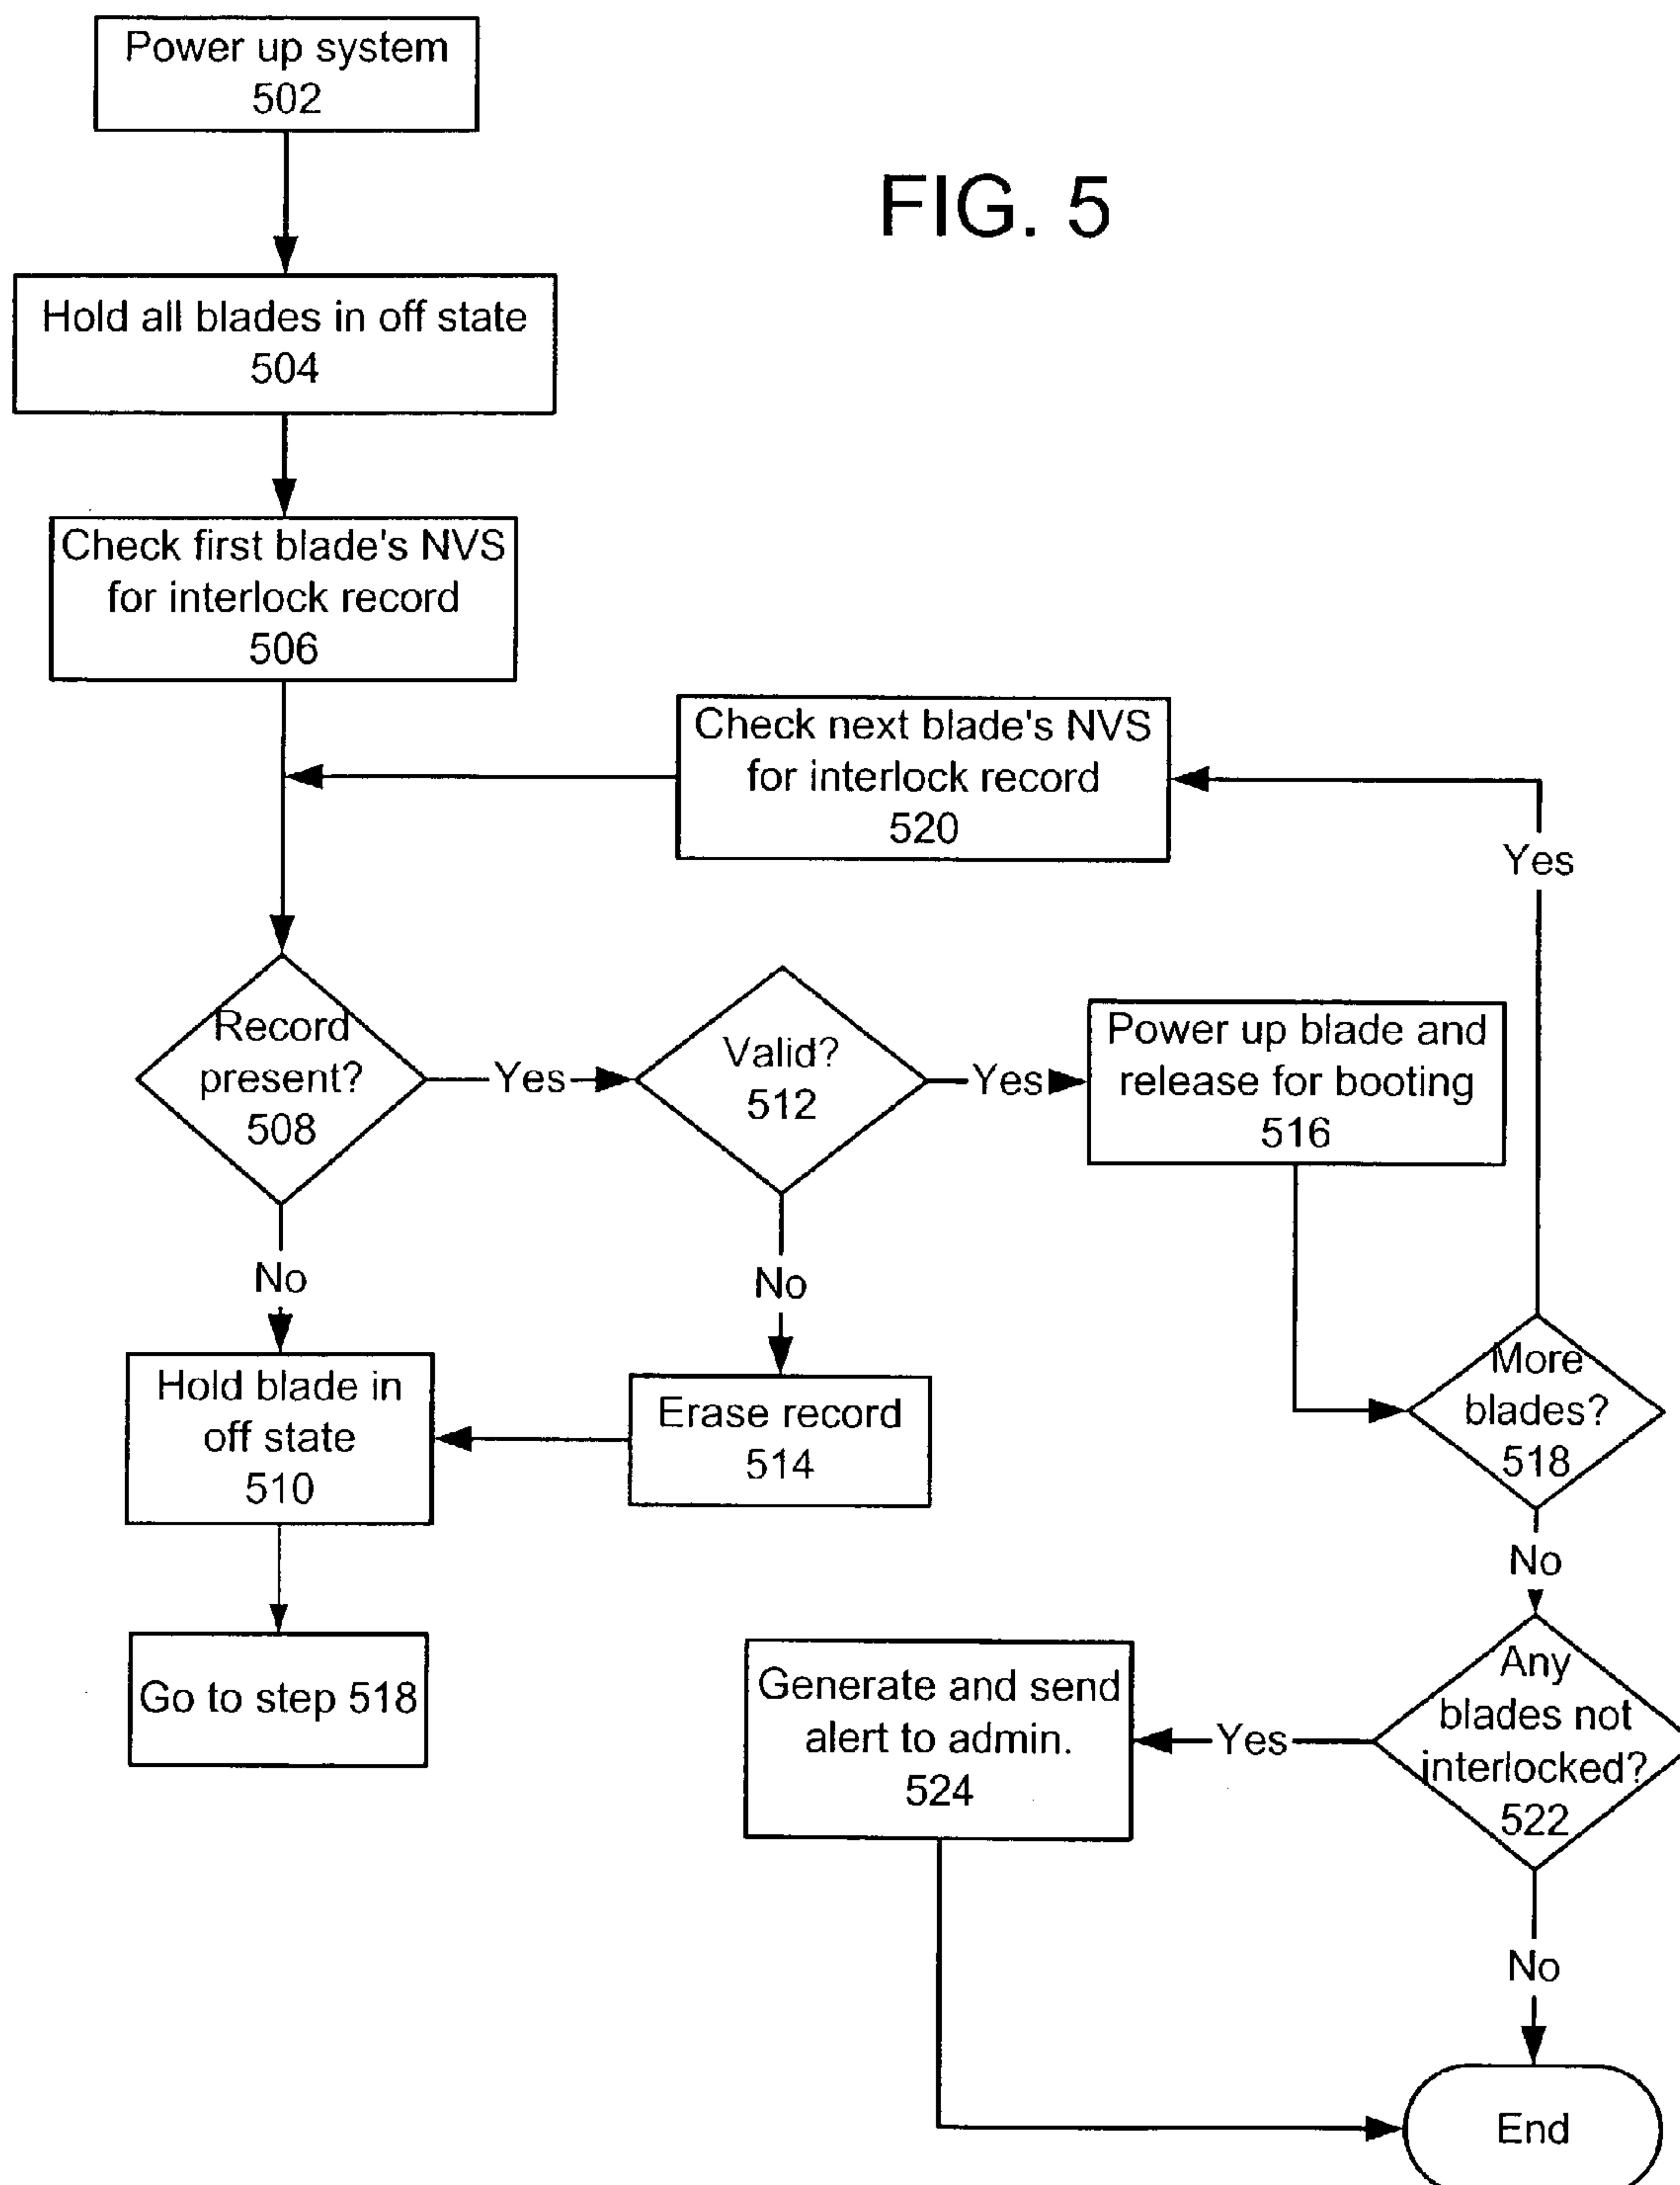 Power up system
502
FIG. 5
Hold all blades in off state
504
Check first blade's NVS
for interlock record
506
Check next blade's NVS
for interlock record
520
Yes
Record
present?
508
Yes
Valid?
512
Yes
Power up blade and
release for booting
516
No
No
Hold blade in
off state
510
Erase record
514
More
blades?
518
No
Go to step 518
Generate and send
alert to admin.
524
Yes
Any
blades not
interlocked?
522
No
End